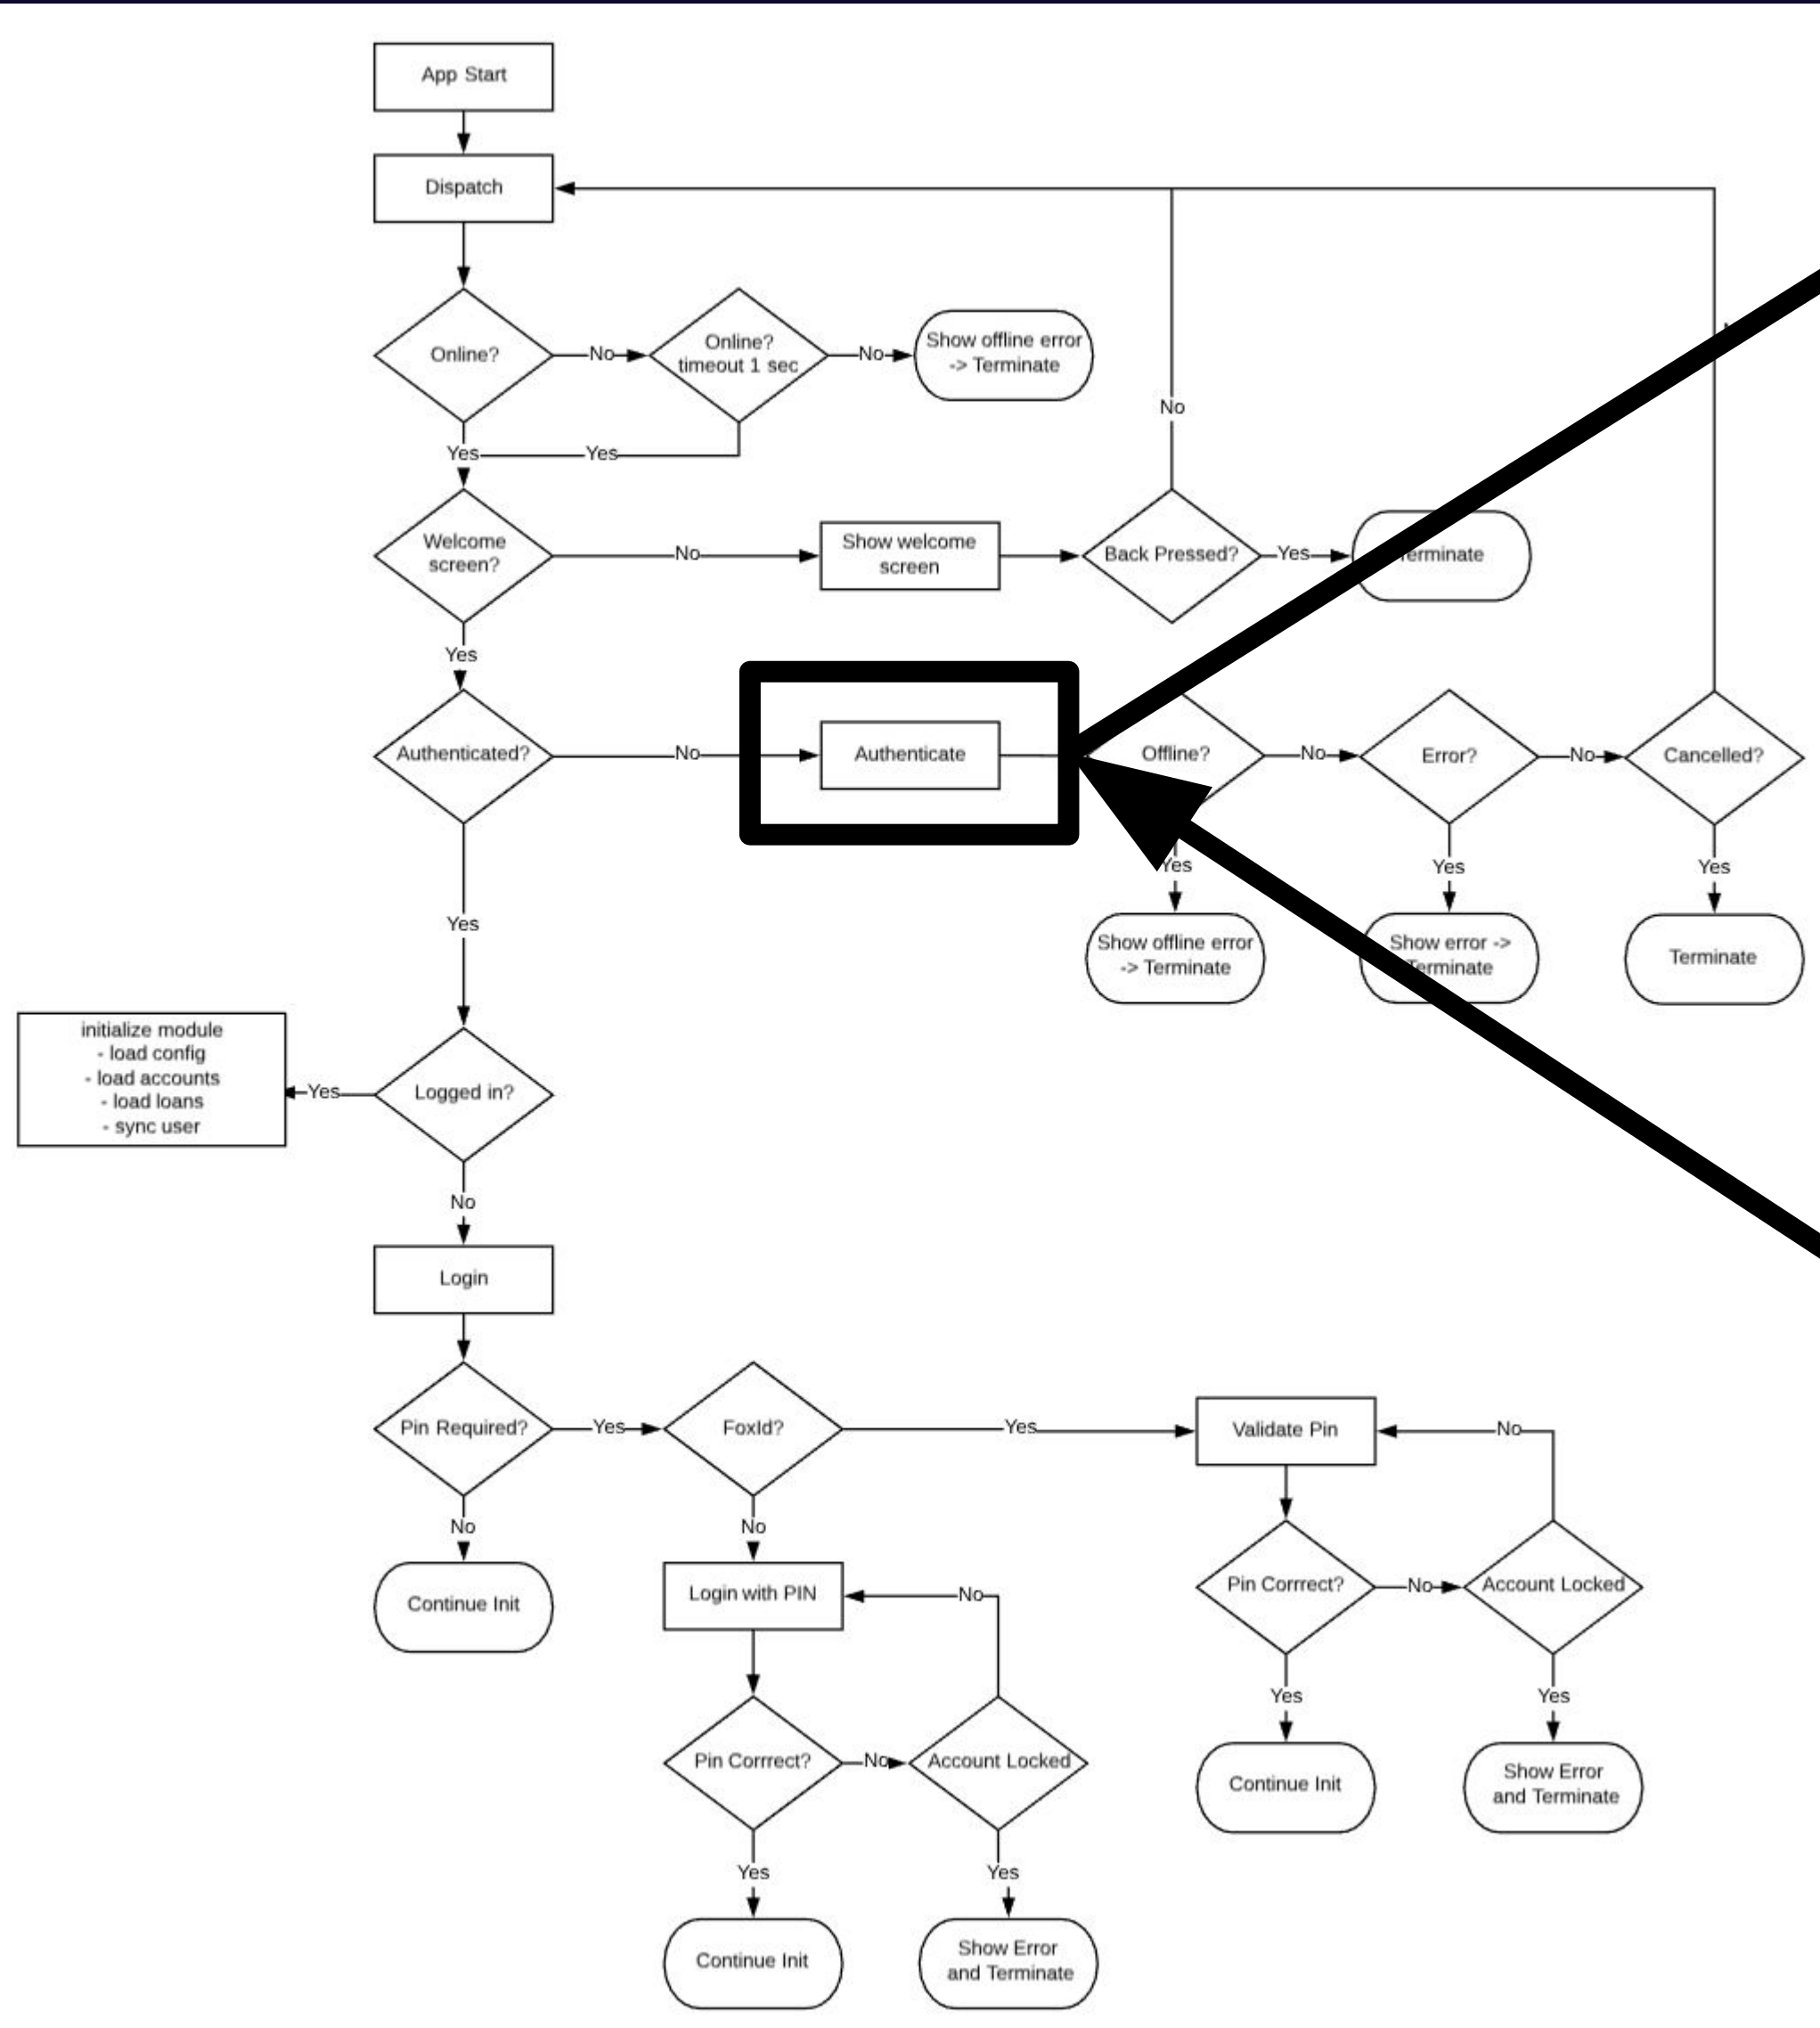 App Start
Dispatch
Online?
No
Online?
timeout 1 sec
No
Show offline error
-> Terminate
No
Yes
Yes
Welcome
screen?
No
Show welcome
screen
Back Pressed?
Yes
Terminate
Yes
Authenticated?
No
Authenticate
Offline?
No
Error?
No
Cancelled?
Yes
Yes
Yes
Show offline error
-> Terminate
Show error ->
Terminate
Terminate
Yes
initialize module
- load config
- load accounts
- load loans
- sync user
Yes
Logged in?
No
Login
Pin Required?
Yes
FoxId?
Yes
Validate Pin
No
No
No
Continue Init
Login with PIN
No
Pin Corrrect?
No
Account Locked
Yes
Yes
Continue Init
Show Error
and Terminate
Pin Corrrect?
No
Account Locked
Yes
Yes
Continue Init
Show Error
and Terminate